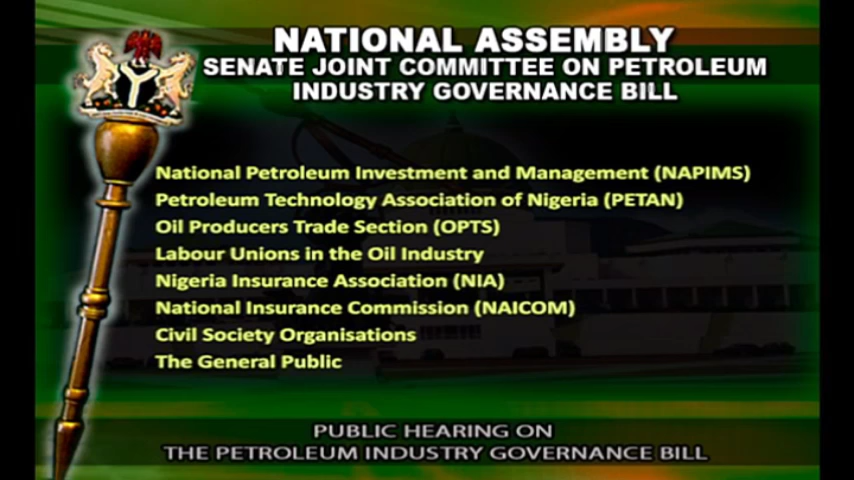 NATIONAL ASSEMBLY
SENATE JOINT COMMITTEE ON PETROLEUM
INDUSTRY GOVERNANCE BILL
National Petroleum Investment and Management (NAPIMS)
Petroleum Technology Association of Nigeria (PETAN)
Oil Producers Trade Section (OPTS)
Labour Unions in the Oil Industry
Nigeria Insurance Association (NIA)
National Insurance Commission (NAICOM)
Civil Society Organisations
The General Public
PUBLIC HEARING ON
THE PETROLEUM INDUSTRY GOVERNANCE BILL